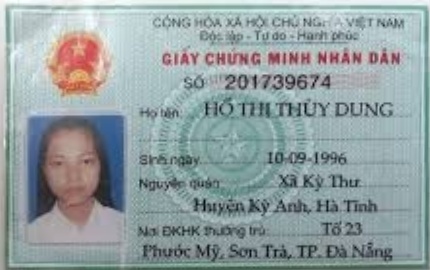 CỘNG HÒA XÃ HỘI CHỦ NGHĨA VIỆT NAM
Độc lập - Tự do - Hạnh phúc
GIẤY CHỨNG MINH NHÂN DÂN
SỐ 201739674
Họ tên: HỒ THỊ THÙY DUNG
Sinh ngày 10-09-1996
Nguyên quán: Xã Kỳ Thư
Huyện Kỳ Anh, Hà Tĩnh
Nơi ĐKHK thường trú: Tổ 23
Phước Mỹ, Sơn Trà, TP. Đà Nẵng